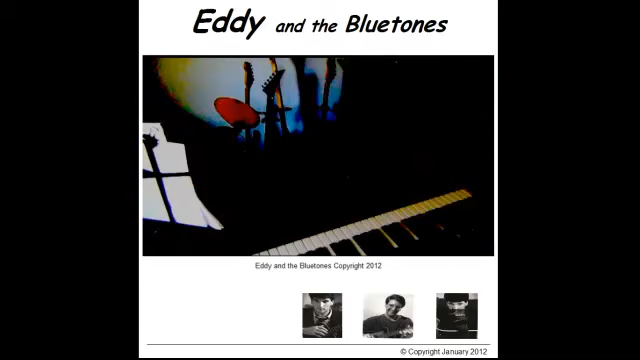 Eddy and the Bluetones
Eddy and the Bluetones Copyright 2012
© Copyright January 2012